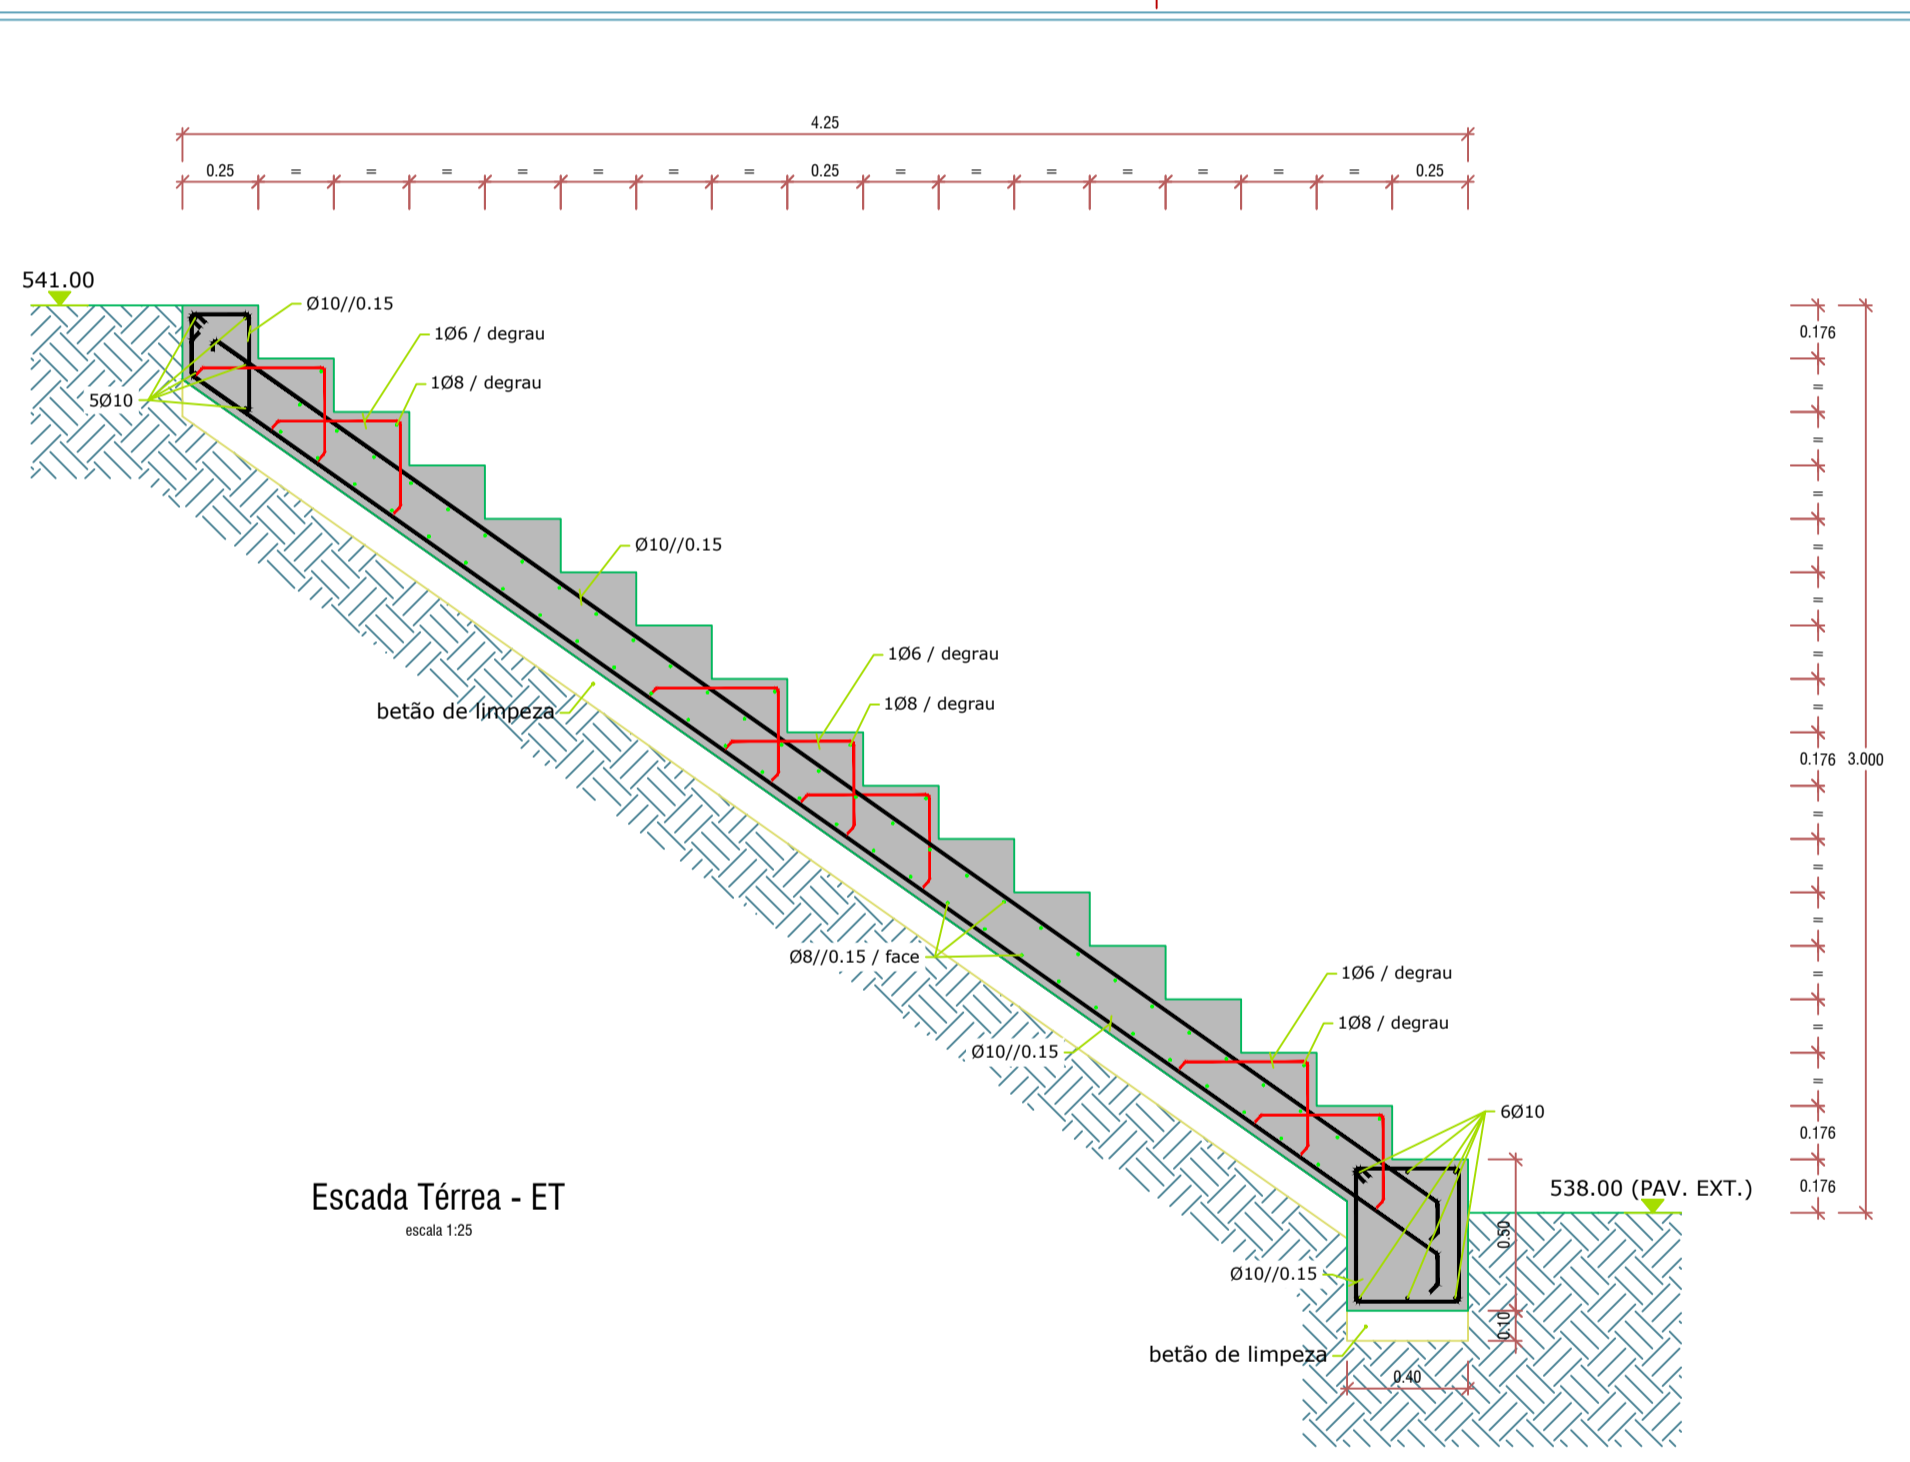 4.25
0.25 = = = = = = = 0.25 = = = = = = = 0.25
541.00
Ø10//0.15
1Ø6 / degrau
1Ø8 / degrau
5Ø10
0.176
=
=
=
=
=
=
=
0.176 3.000
=
=
=
=
=
=
0.176
0.176
Ø10//0.15
1Ø6 / degrau
1Ø8 / degrau
betão de limpeza
Ø8//0.15 / face
1Ø6 / degrau
1Ø8 / degrau
Ø10//0.15
6Ø10
538.00 (PAV. EXT.)
0.50
Escada Térrea - ET
escala 1:25
Ø10//0.15
0.10
betão de limpeza
0.40